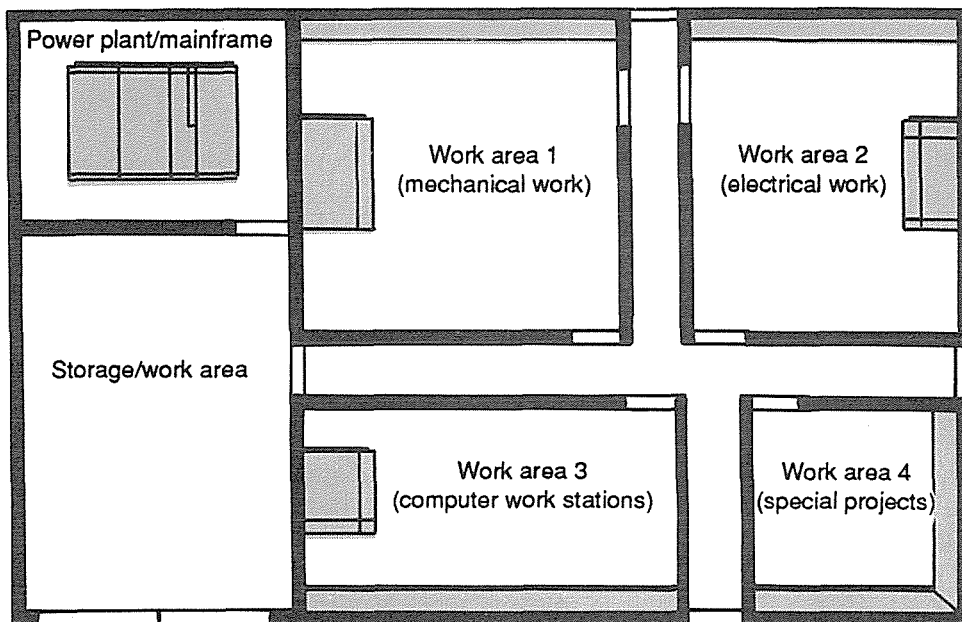 Power plant/mainframe
Work area 1
(mechanical work)
Work area 2
(electrical work)
Storage/work area
Work area 3
(computer work stations)
Work area 4
(special projects)